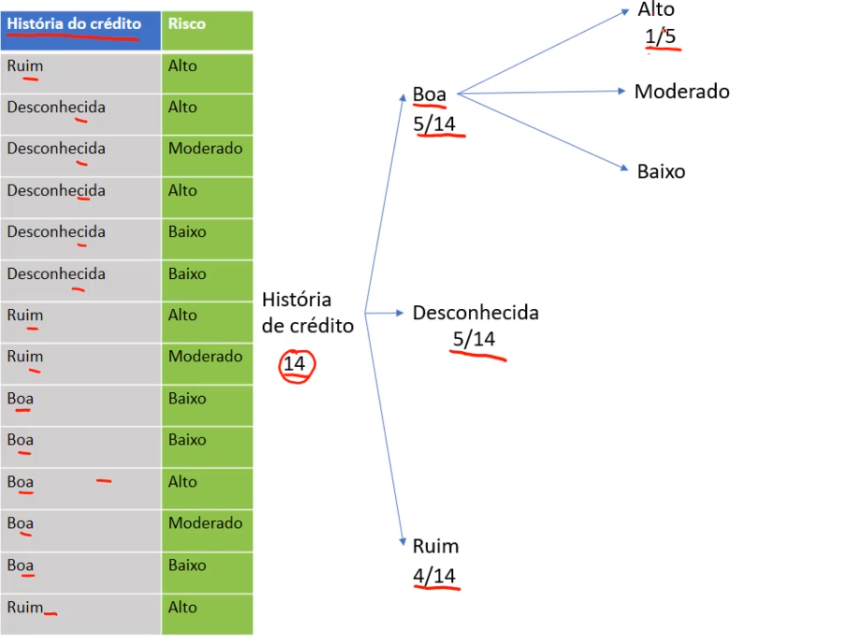 História do crédito Risco
Ruim Alto
Desconhecida Alto
Desconhecida Moderado
Desconhecida Alto
Desconhecida Baixo
Desconhecida Baixo
Ruim Alto
Ruim Moderado
Boa Baixo
Boa Baixo
Boa Alto
Boa Moderado
Boa Baixo
Ruim Alto
História
de crédito
14
Boa
5/14
Alto
1/5
Moderado
Baixo
Desconhecida
5/14
Ruim
4/14